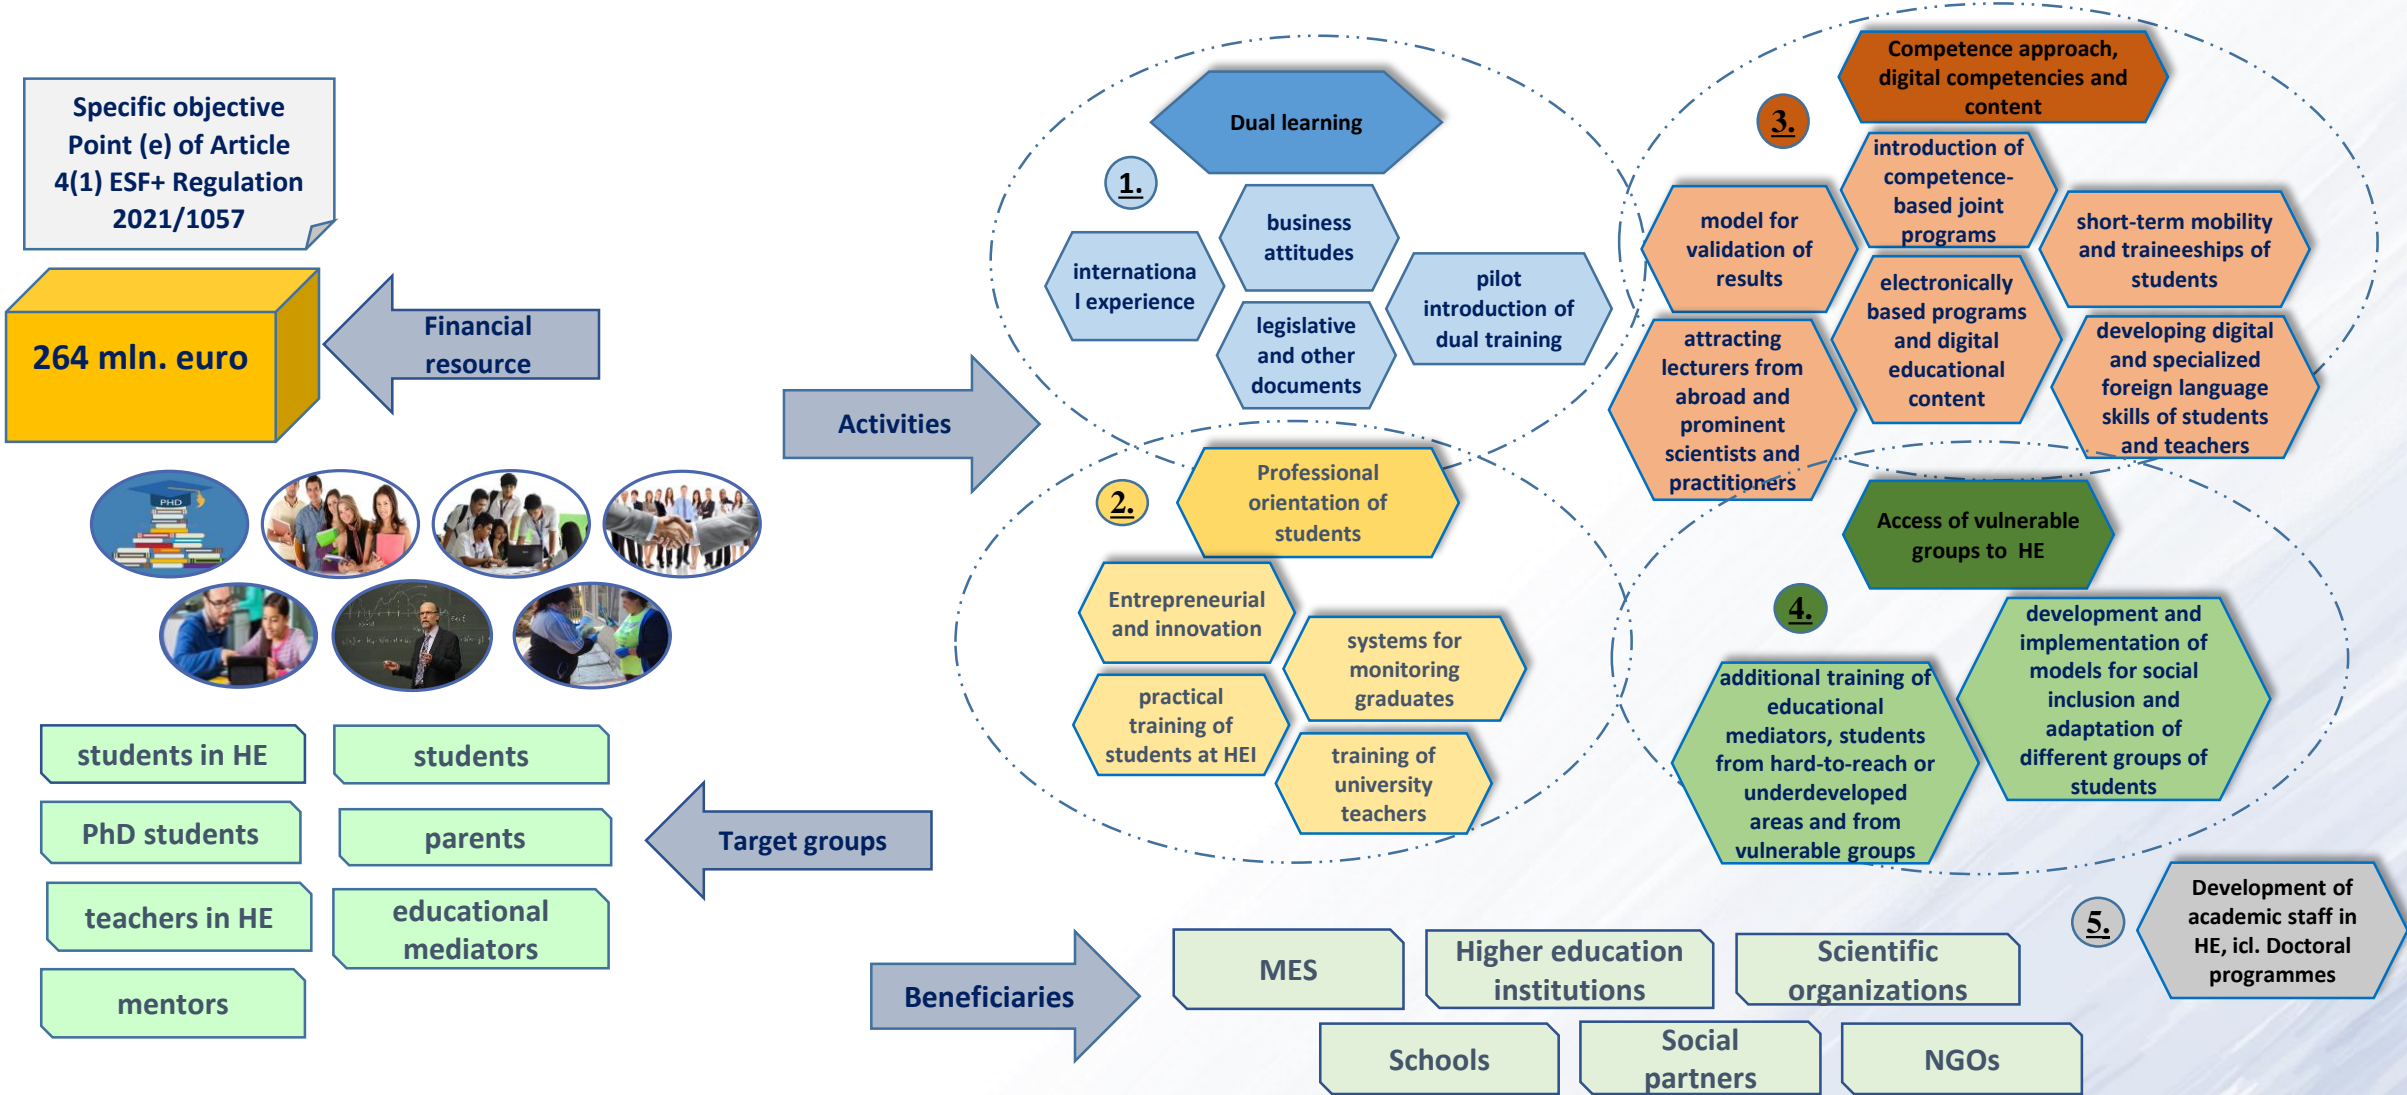 Specific objective
Point (e) of Article
4(1) ESF+ Regulation
2021/1057
264 mln. euro
Financial
resource
PHD
students in HE
students
PhD students
parents
teachers in HE
educational
mediators
mentors
Target groups
Activities
1.
Dual learning
internationa
l experience
business
attitudes
legislative
and other
documents
pilot
introduction of
dual training
2.
Professional
orientation of
students
Entrepreneurial
and innovation
systems for
monitoring
graduates
practical
training of
students at HEI
training of
university
teachers
3.
Competence approach,
digital competencies and
content
model for
validation of
results
introduction of
competence-
based joint
programs
short-term mobility
and traineeships of
students
attracting
lecturers from
abroad and
prominent
scientists and
practitioners
electronically
based programs
and digital
educational
content
developing digital
and specialized
foreign language
skills of students
and teachers
4.
Access of vulnerable
groups to  HE
additional training of
educational
mediators, students
from hard-to-reach or
underdeveloped
areas and from
vulnerable groups
development and
implementation of
models for social
inclusion and
adaptation of
different groups of
students
5.
Development of
academic staff in
HE, icl. Doctoral
programmes
Beneficiaries
MES
Higher education
institutions
Scientific
organizations
Schools
Social
partners
NGOs